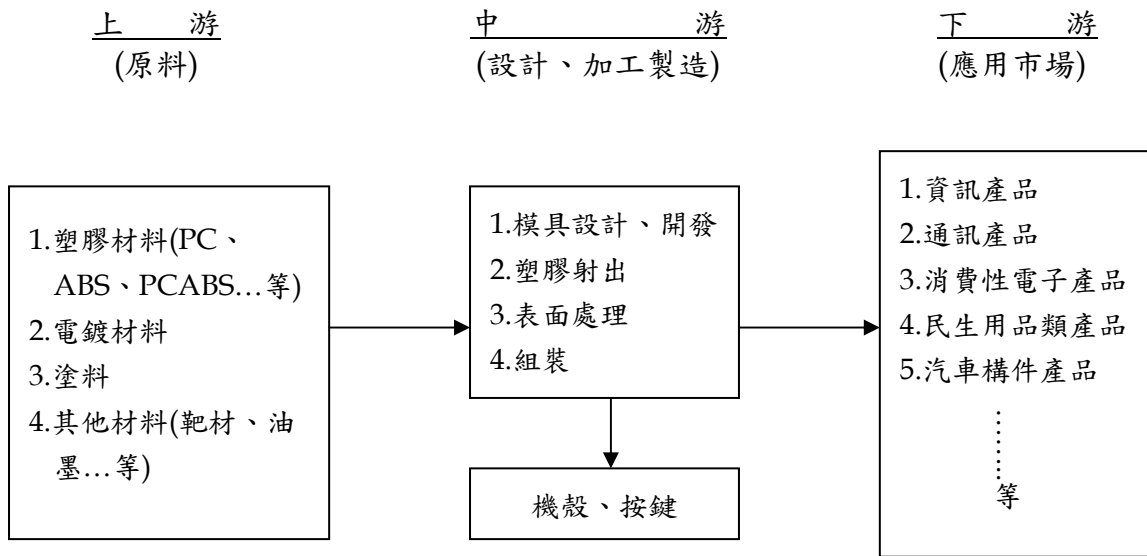 上 游
(原料)
中 游
(設計、加工製造)
下 游
(應用市場)
1.塑膠材料(PC、
ABS、PCABS…等)
2.電鍍材料
3.塗料
4.其他材料(靶材、油
墨…等)
1.模具設計、開發
2.塑膠射出
3.表面處理
4.組裝
機殼、按鍵
1.資訊產品
2.通訊產品
3.消費性電子產品
4.民生用品類產品
5.汽車構件產品
………
等